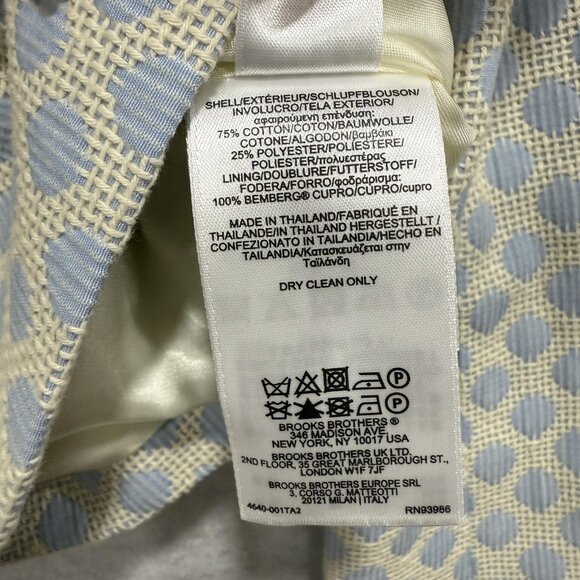 SHELL/EXTÉRIEUR/SCHLUPFBLOUSON/
INVOLUCRO/TELA EXTERIOR/
αφαιρούμενη επένδυση:
75% COTTON/COTON/BAUMWOLLE/
COTONE/ALGODON/βαμβάκι
25% POLYESTER/POLIÉSTERE/
POLIESTER/πολυεστέρας
LINING/DOUBLURE/FUTTERSTOFF/
FODERA/FORRO/φοδράρισμα:
100% BEMBERG® CUPRO/CUPRO/cupro
MADE IN THAILAND/FABRIQUÉ EN
THAILANDE/IN THAILAND HERGESTELLT/
CONFEZIONATO IN THAILANDIA/HECHO EN
TAILANDIA/Κατασκευάζεται στην
Ταϊλάνδη
DRY CLEAN ONLY
P
P
BROOKS BROTHERS ®
346 MADISON AVE.
NEW YORK, NY 10017 USA
BROOKS BROTHERS UK LTD.
2ND FLOOR, 35 GREAT MARLBOROUGH ST.,
LONDON W1F 7JF
BROOKS BROTHERS EUROPE SRL
3, CORSO G. MATTEOTTI
20121 MILAN | ITALY
4640-001TA2 RN93986